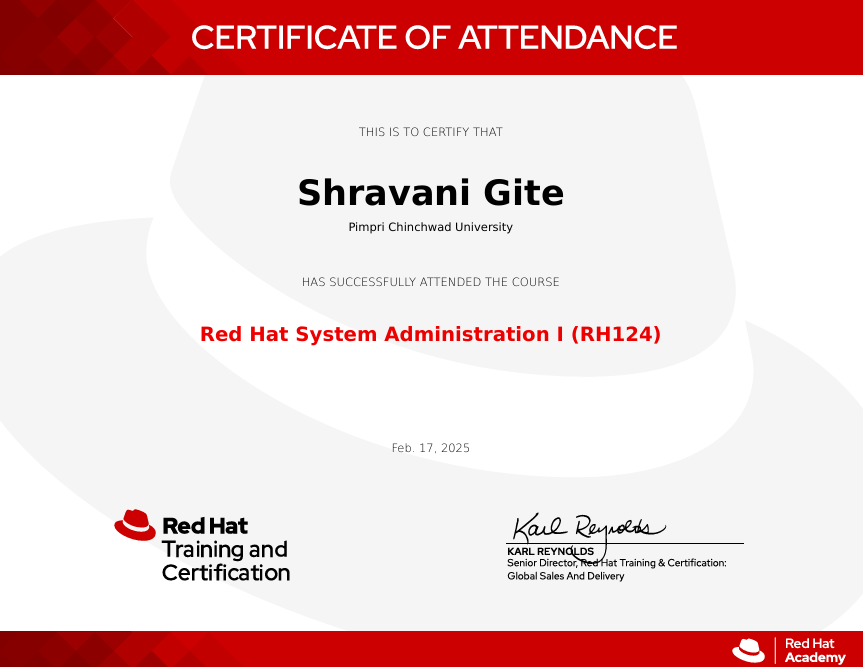 CERTIFICATE OF ATTENDANCE
THIS IS TO CERTIFY THAT
Shravani Gite
Pimpri Chinchwad University
HAS SUCCESSFULLY ATTENDED THE COURSE
Red Hat System Administration I (RH124)
Feb. 17, 2025
Red Hat
Training and
Certification
Karl Reynolds
KARL REYNOLDS
Senior Director, Red Hat Training & Certification:
Global Sales And Delivery
Red Hat
Academy